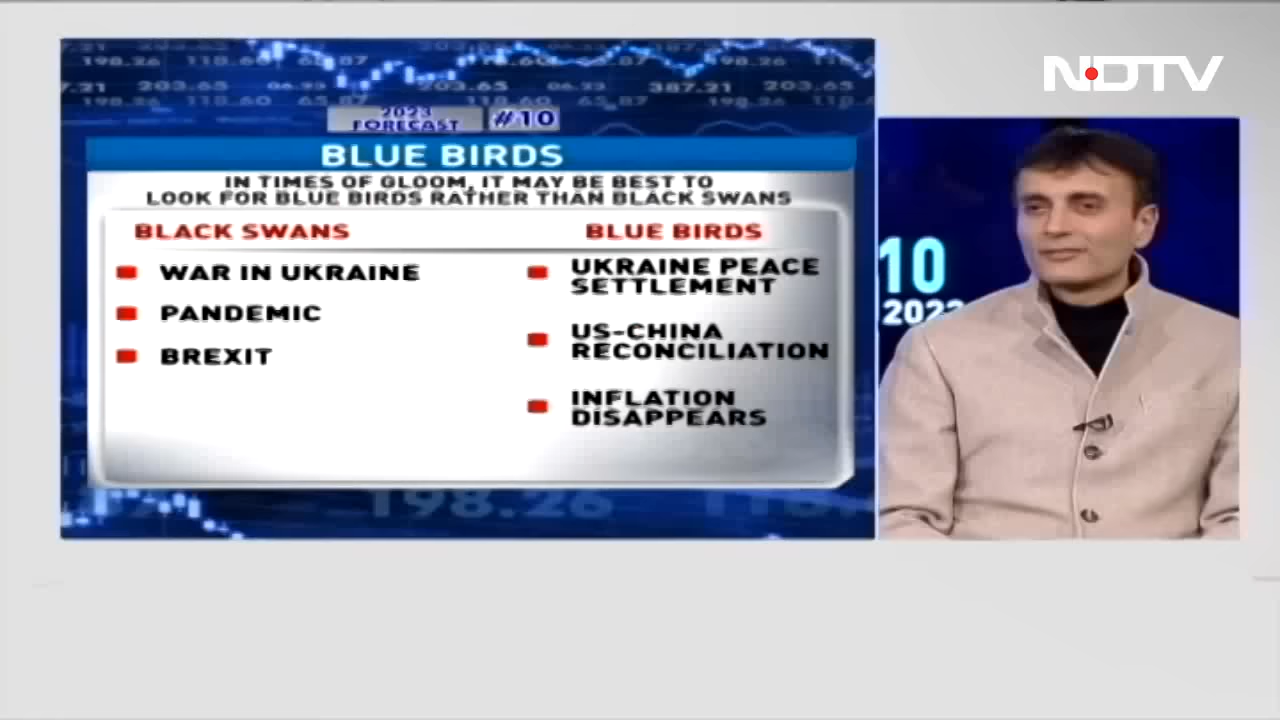 NDTV
2023
FORECAST
#10
BLUE BIRDS
IN TIMES OF GLOOM, IT MAY BE BEST TO
LOOK FOR BLUE BIRDS RATHER THAN BLACK SWANS
BLACK SWANS
WAR IN UKRAINE
PANDEMIC
BREXIT
BLUE BIRDS
UKRAINE PEACE
SETTLEMENT
US-CHINA
RECONCILIATION
INFLATION
DISAPPEARS
10
2023
198.26